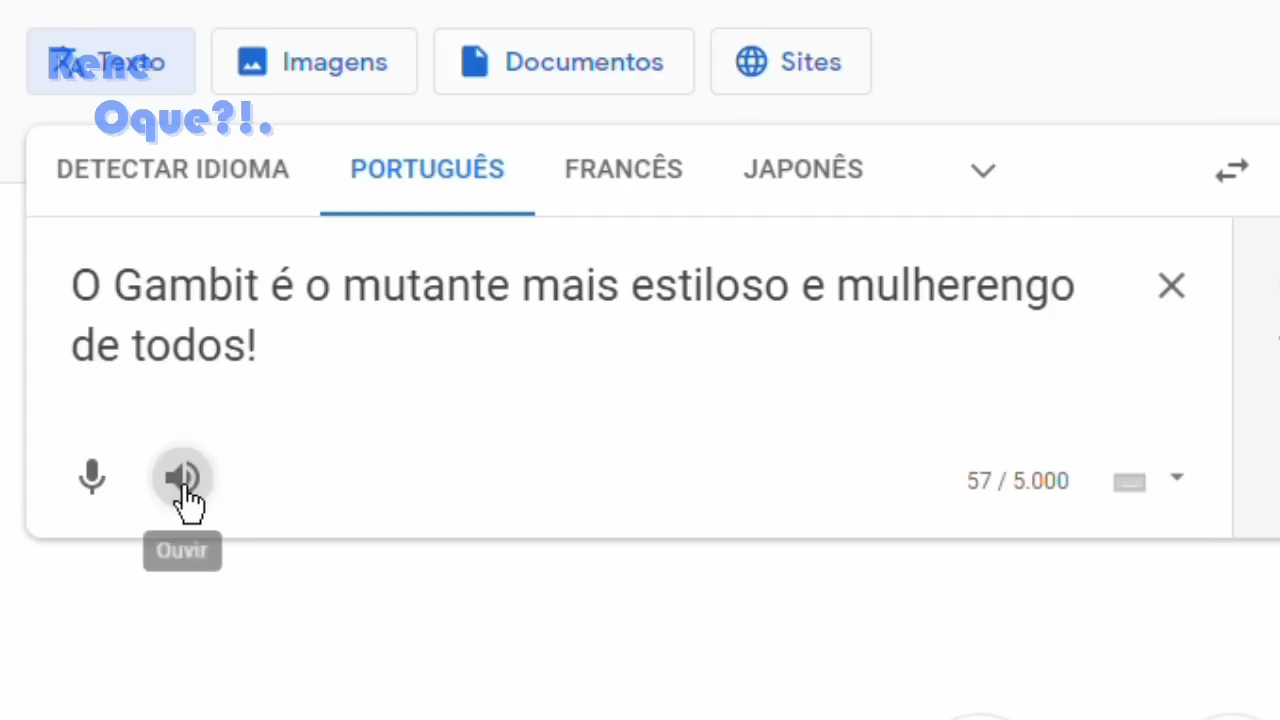 Texto Imagens Documentos Sites
Rene
Oque?!.
DETECTAR IDIOMA PORTUGUÊS FRANCÊS JAPONÊS
O Gambit é o mutante mais estiloso e mulherengo
de todos!
57 / 5.000
Ouvir